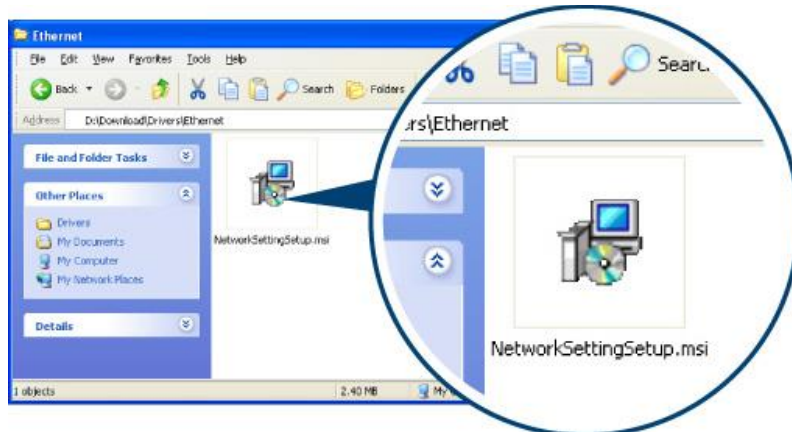 Ethernet
File Edit View Favorites Tools Help
Back Search Folders
Address D:\Download\Drivers\Ethernet
File and Folder Tasks
Other Places
Drivers
My Documents
My Computer
My Network Places
Details
NetworkSettingSetup.msi
1 objects 2.40 MB My
Sear
rs\Ethernet
NetworkSettingSetup.msi